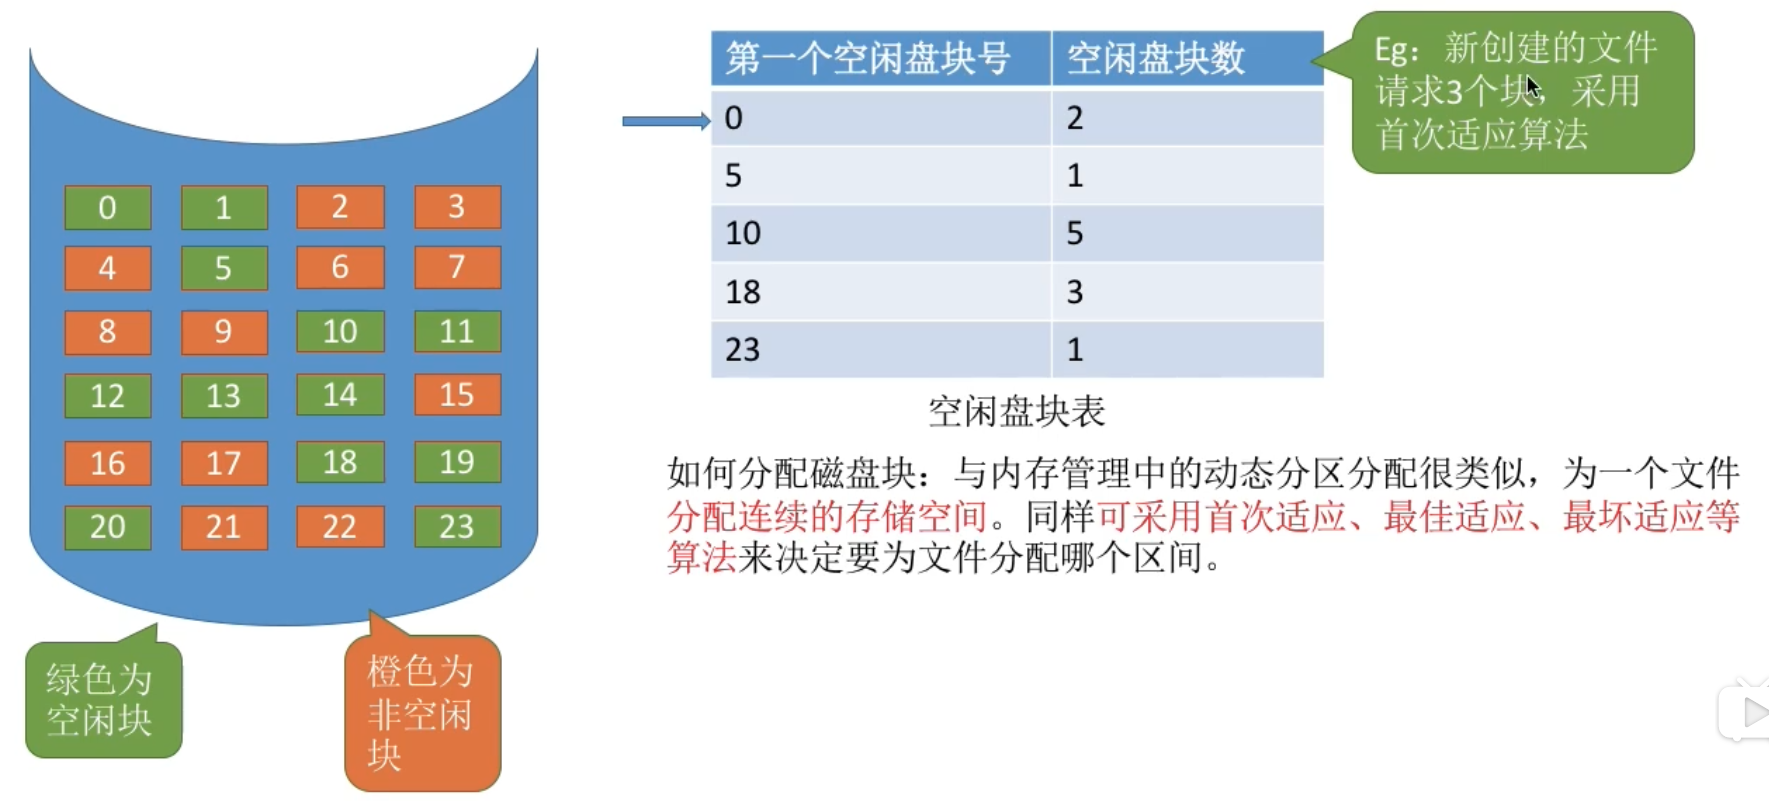 第一个空闲盘块号 空闲盘块数
0 2
5 1
10 5
18 3
23 1
空闲盘块表
Eg：新创建的文件
请求3个块，采用
首次适应算法
0 1 2 3
4 5 6 7
8 9 10 11
12 13 14 15
16 17 18 19
20 21 22 23
绿色为
空闲块
橙色为
非空闲
块
如何分配磁盘块：与内存管理中的动态分区分配很类似，为一个文件
分配连续的存储空间。同样可采用首次适应、最佳适应、最坏适应等
算法来决定要为文件分配哪个区间。